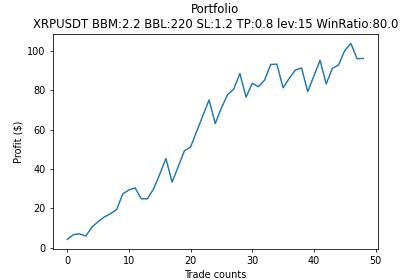 Portfolio
XRPUSDT BBM:2.2 BBL:220 SL:1.2 TP:0.8 lev:15 WinRatio:80.0
Profit ($)
100
80
60
40
20
0
0 10 20 30 40 50
Trade counts